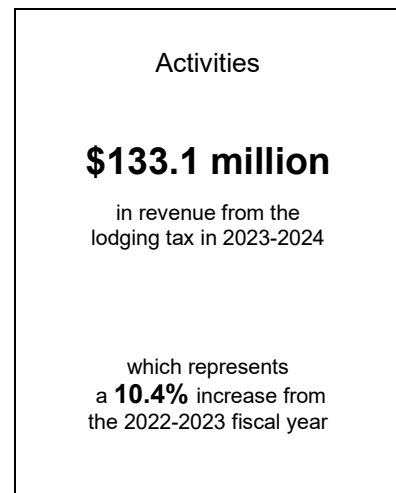 Activities
$133.1 million
in revenue from the
lodging tax in 2023-2024
which represents
a 10.4% increase from
the 2022-2023 fiscal year